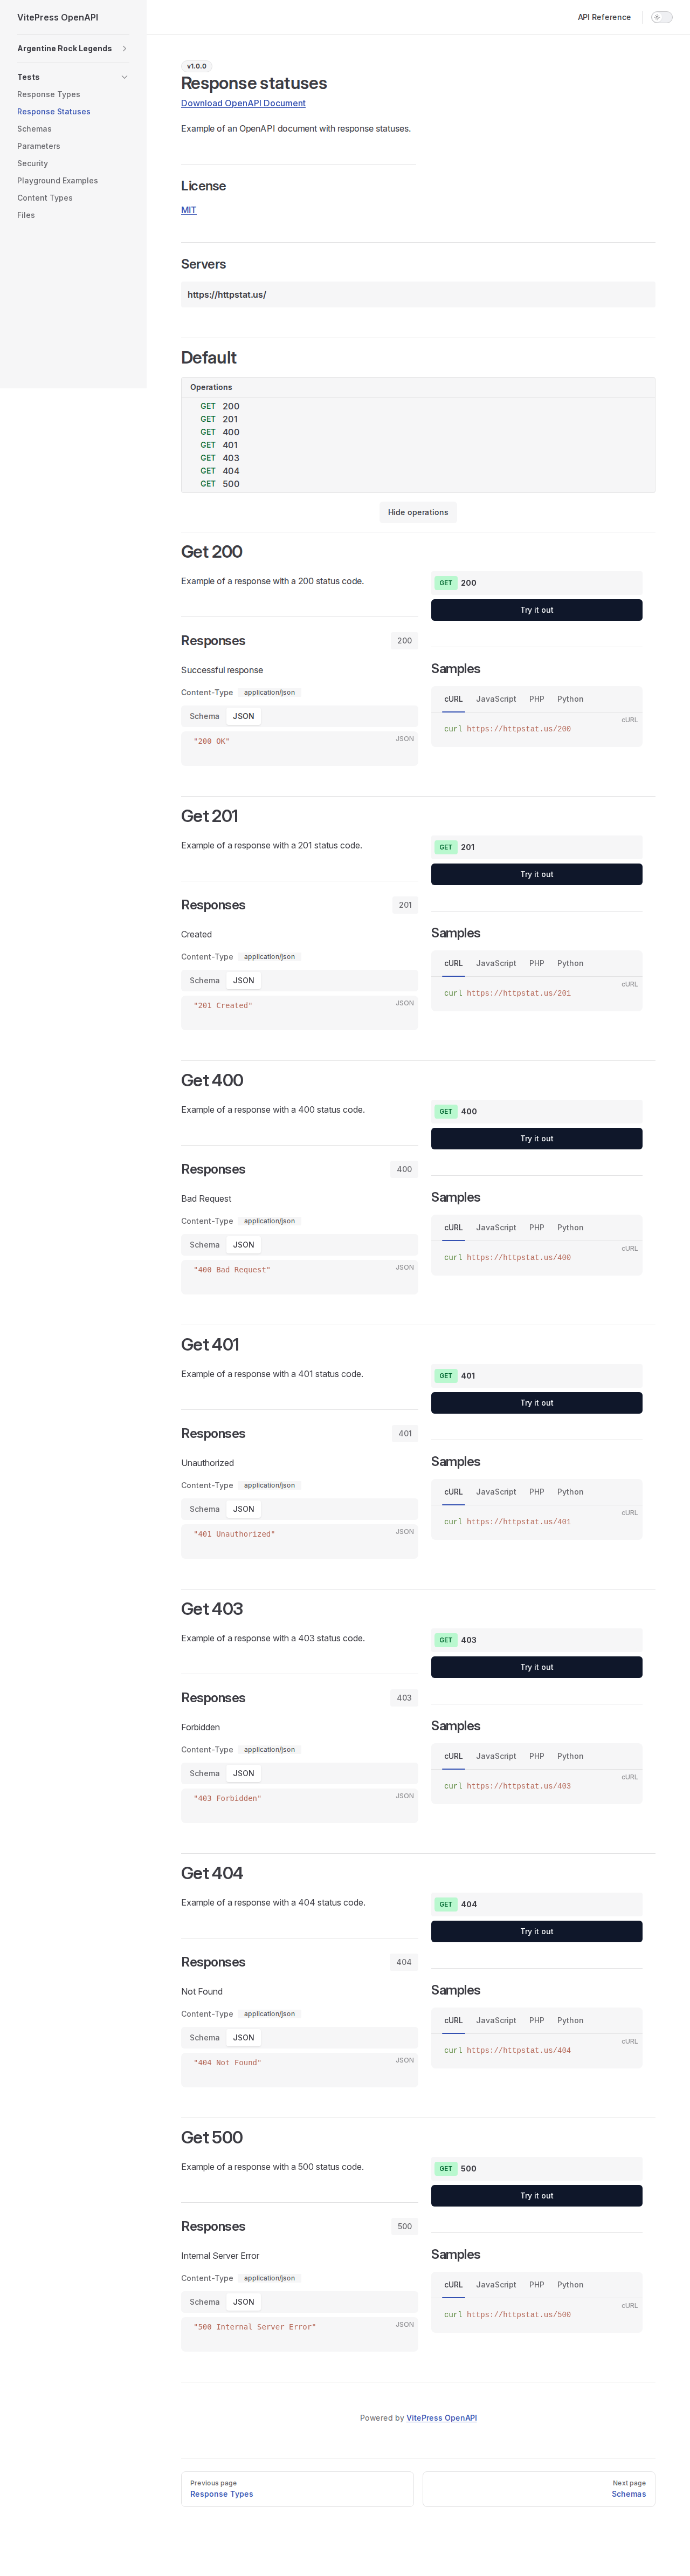 VitePress OpenAPI
API Reference
Argentine Rock Legends
Tests
Response Types
Response Statuses
Schemas
Parameters
Security
Playground Examples
Content Types
Files
v1.0.0
Response statuses
Download OpenAPI Document
Example of an OpenAPI document with response statuses.
License
MIT
Servers
https://httpstat.us/
Default
Operations
GET 200
GET 201
GET 400
GET 401
GET 403
GET 404
GET 500
Hide operations
Get 200
Example of a response with a 200 status code.
GET 200
Try it out
Responses 200
Successful response
Content-Type application/json
Schema JSON
JSON
"200 OK"
Samples
cURL JavaScript PHP Python
cURL
curl https://httpstat.us/200
Get 201
Example of a response with a 201 status code.
GET 201
Try it out
Responses 201
Created
Content-Type application/json
Schema JSON
JSON
"201 Created"
Samples
cURL JavaScript PHP Python
cURL
curl https://httpstat.us/201
Get 400
Example of a response with a 400 status code.
GET 400
Try it out
Responses 400
Bad Request
Content-Type application/json
Schema JSON
JSON
"400 Bad Request"
Samples
cURL JavaScript PHP Python
cURL
curl https://httpstat.us/400
Get 401
Example of a response with a 401 status code.
GET 401
Try it out
Responses 401
Unauthorized
Content-Type application/json
Schema JSON
JSON
"401 Unauthorized"
Samples
cURL JavaScript PHP Python
cURL
curl https://httpstat.us/401
Get 403
Example of a response with a 403 status code.
GET 403
Try it out
Responses 403
Forbidden
Content-Type application/json
Schema JSON
JSON
"403 Forbidden"
Samples
cURL JavaScript PHP Python
cURL
curl https://httpstat.us/403
Get 404
Example of a response with a 404 status code.
GET 404
Try it out
Responses 404
Not Found
Content-Type application/json
Schema JSON
JSON
"404 Not Found"
Samples
cURL JavaScript PHP Python
cURL
curl https://httpstat.us/404
Get 500
Example of a response with a 500 status code.
GET 500
Try it out
Responses 500
Internal Server Error
Content-Type application/json
Schema JSON
JSON
"500 Internal Server Error"
Samples
cURL JavaScript PHP Python
cURL
curl https://httpstat.us/500
Powered by VitePress OpenAPI
Previous page
Response Types
Next page
Schemas